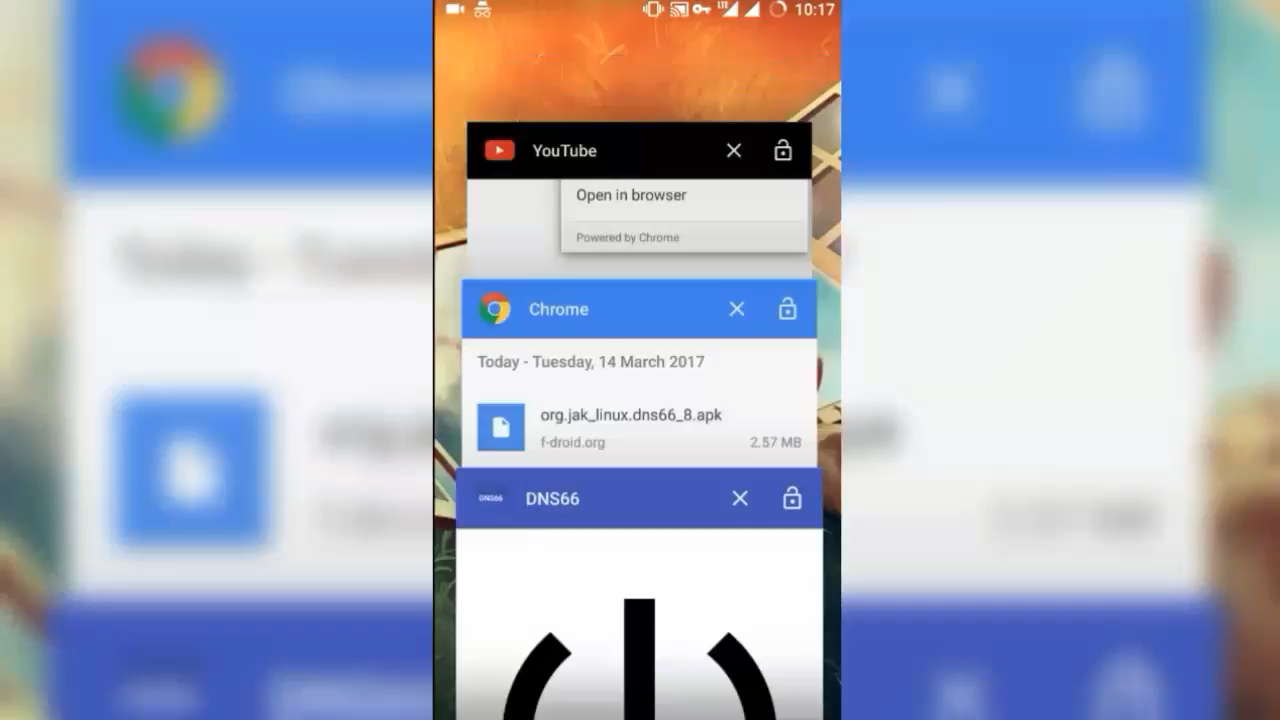 LTE 10:17
YouTube
Open in browser
Powered by Chrome
Chrome
Today - Tuesday, 14 March 2017
org.jak_linux.dns66_8.apk
f-droid.org 2.57 MB
DNS66 DNS66